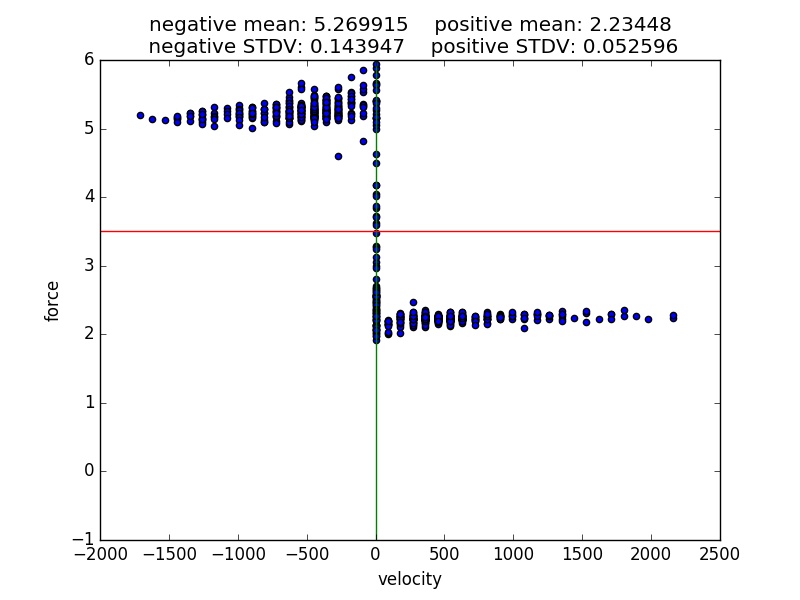 negative mean: 5.269915    positive mean: 2.23448
negative STDV: 0.143947    positive STDV: 0.052596
6
5
4
3
2
1
0
−1
force
−2000 −1500 −1000 −500 0 500 1000 1500 2000 2500
velocity